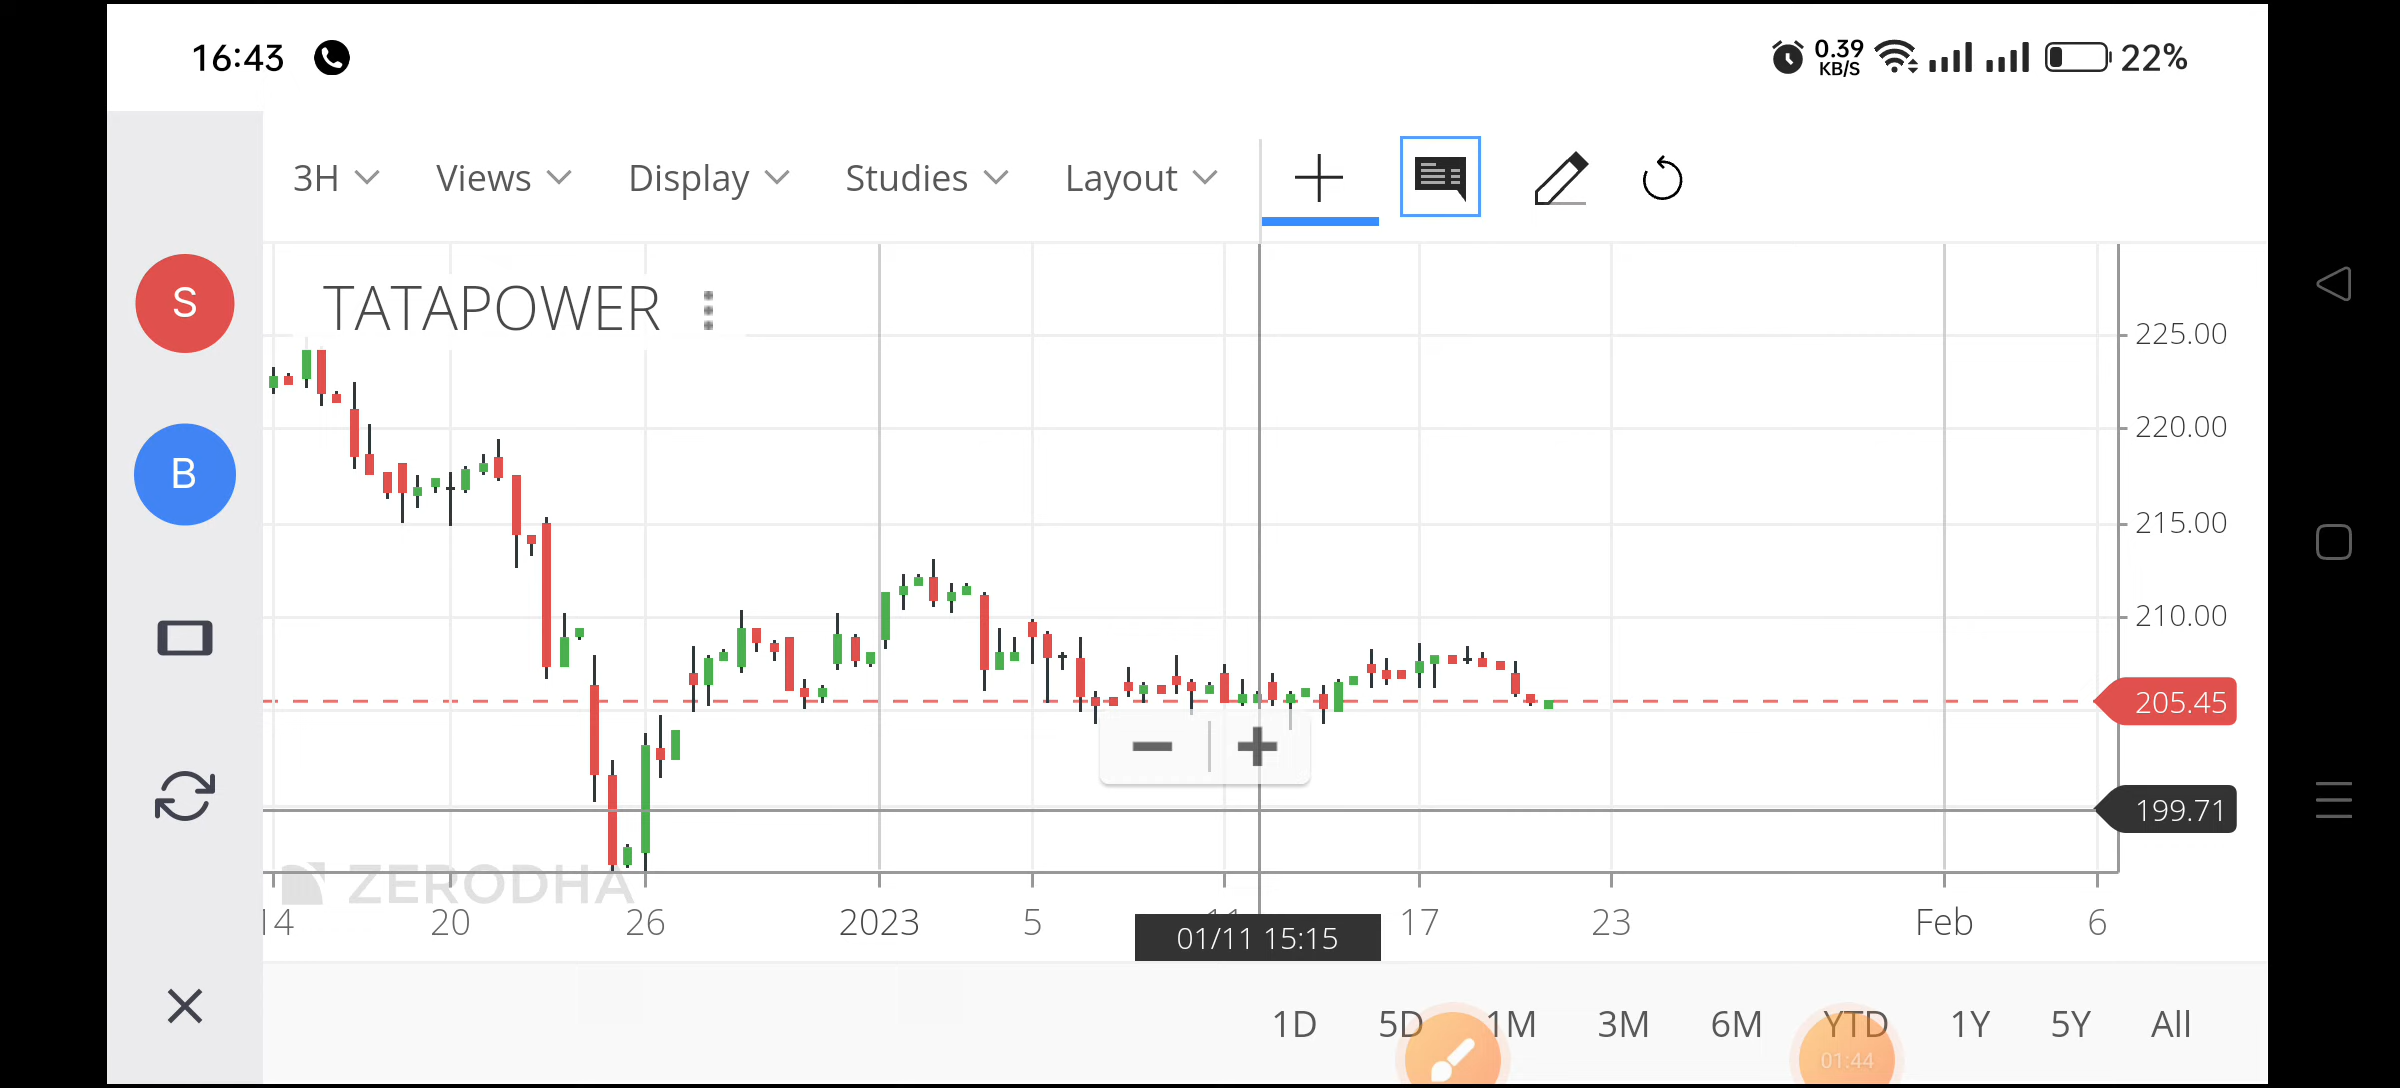 16:43
0.39
KB/S
22%
3H Views Display Studies Layout
S
TATAPOWER
225.00
B
220.00
215.00
210.00
205.45
199.71
ZERODHA
14 20 26 2023 5 11 17 23 Feb 6
01/11 15:15
1D 5D 1M 3M 6M YTD 1Y 5Y All
01:44